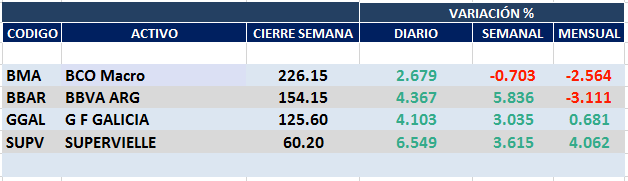 VARIACIÓN %
CODIGO ACTIVO CIERRE SEMANA DIARIO SEMANAL MENSUAL
BMA BCO Macro 226.15 2.679 -0.703 -2.564
BBAR BBVA ARG 154.15 4.367 5.836 -3.111
GGAL G F GALICIA 125.60 4.103 3.035 0.681
SUPV SUPERVIELLE 60.20 6.549 3.615 4.062